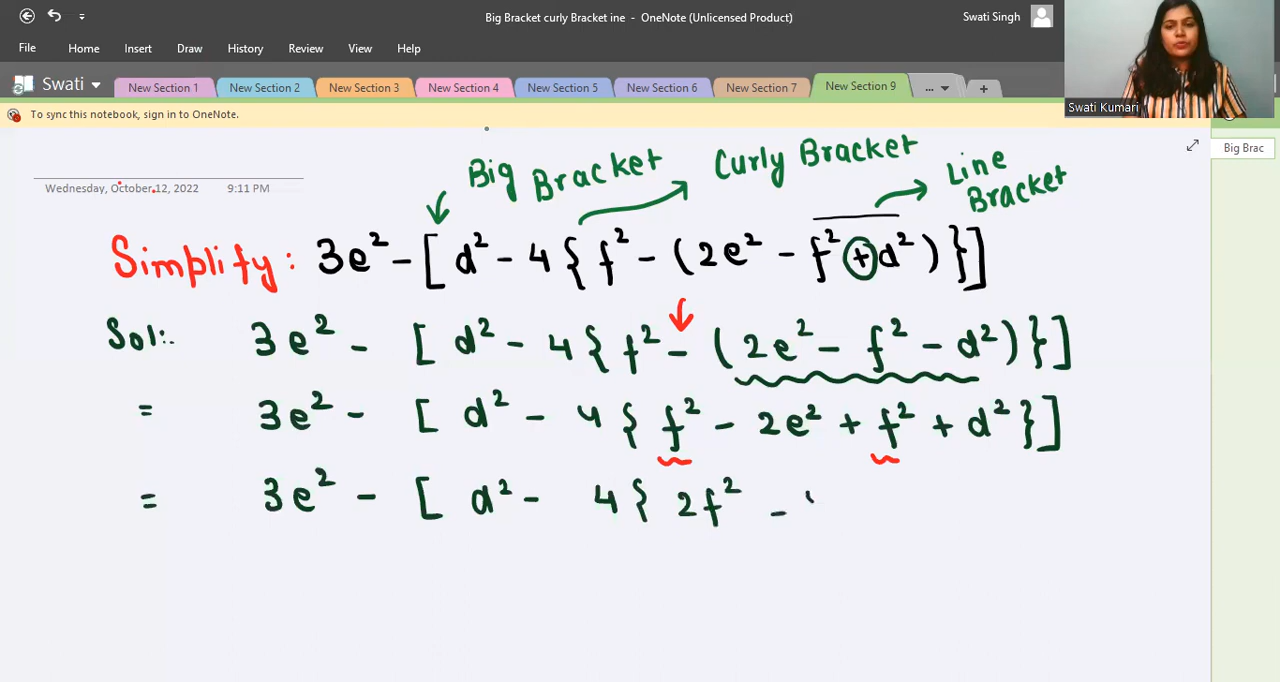 Big Bracket curly Bracket ine - OneNote (Unlicensed Product)
Swati Singh
File Home Insert Draw History Review View Help
Swati New Section 1 New Section 2 New Section 3 New Section 4 New Section 5 New Section 6 New Section 7 New Section 9 ... +
Swati Kumari
To sync this notebook, sign in to OneNote.
Big Brac
Wednesday, October 12, 2022 9:11 PM
Big Bracket Curly Bracket Line Bracket
Simplify: 3e² - [d² - 4{f² - (2e² - f̅²̅ ̅+̅ ̅d²)}]
Sol:. 3e² - [d² - 4{f² - (2e² - f² - d²)}]
= 3e² - [d² - 4{f² - 2e² + f² + d²}]
= 3e² - [d² - 4{2f² -